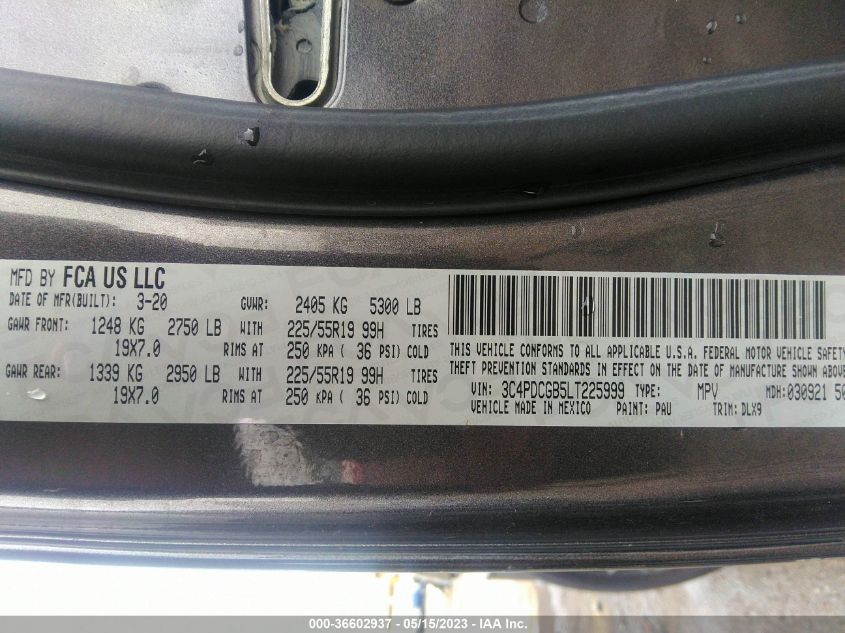 MFD BY FCA US LLC
DATE OF MFR(BUILT): 3-20 GVWR: 2405 KG 5300 LB
GAWR FRONT: 1248 KG 2750 LB WITH 225/55R19 99H TIRES
19X7.0 RIMS AT 250 KPA ( 36 PSI) COLD
GAWR REAR: 1339 KG 2950 LB WITH 225/55R19 99H TIRES
19X7.0 RIMS AT 250 KPA ( 36 PSI) COLD
THIS VEHICLE CONFORMS TO ALL APPLICABLE U.S.A. FEDERAL MOTOR VEHICLE SAFETY
THEFT PREVENTION STANDARDS IN EFFECT ON THE DATE OF MANUFACTURE SHOWN ABOVE
VIN: 3C4PDCGB5LT225999 TYPE: MPV MDH: 030921 50
VEHICLE MADE IN MEXICO PAINT: PAU TRIM: DLX9
000-36602937 - 05/15/2023 - IAA Inc.